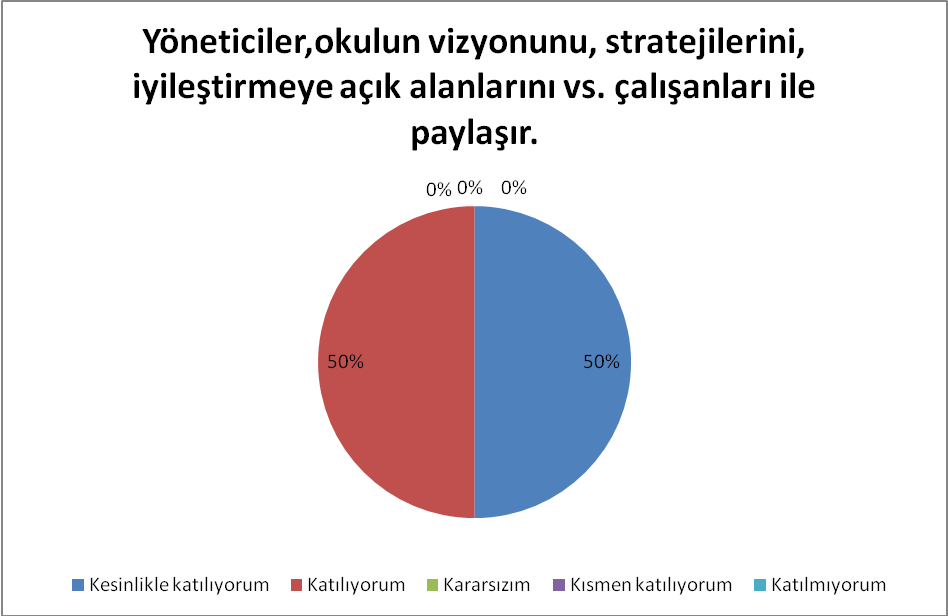 Yöneticiler,okulun vizyonunu, stratejilerini,
iyileştirmeye açık alanlarını vs. çalışanları ile
paylaşır.
0% 0% 0%
50% 50%
Kesinlikle katılıyorum Katılıyorum Kararsızım Kısmen katılıyorum Katılmıyorum